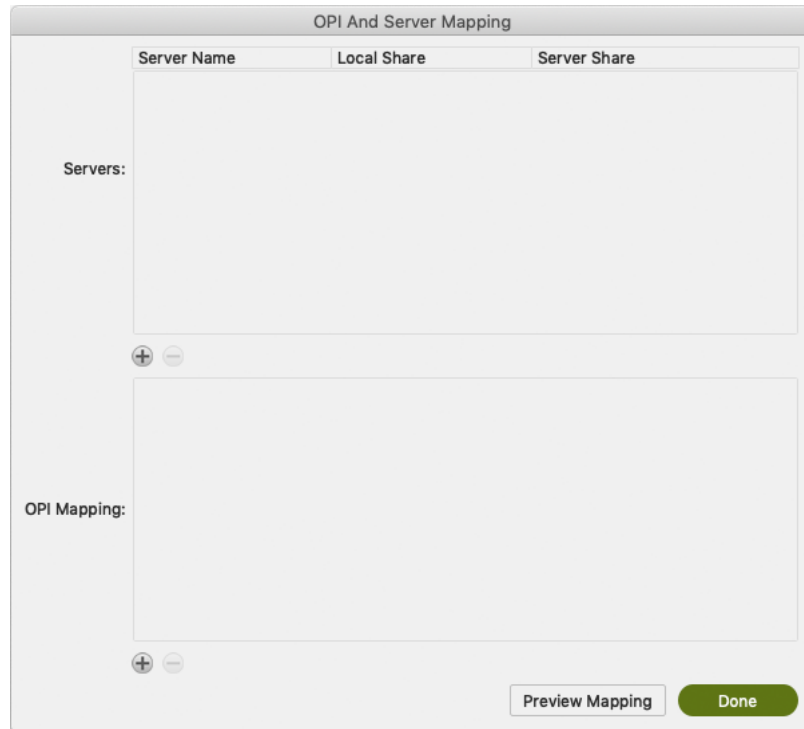 OPI And Server Mapping
Server Name Local Share Server Share
Servers:
OPI Mapping:
Preview Mapping Done